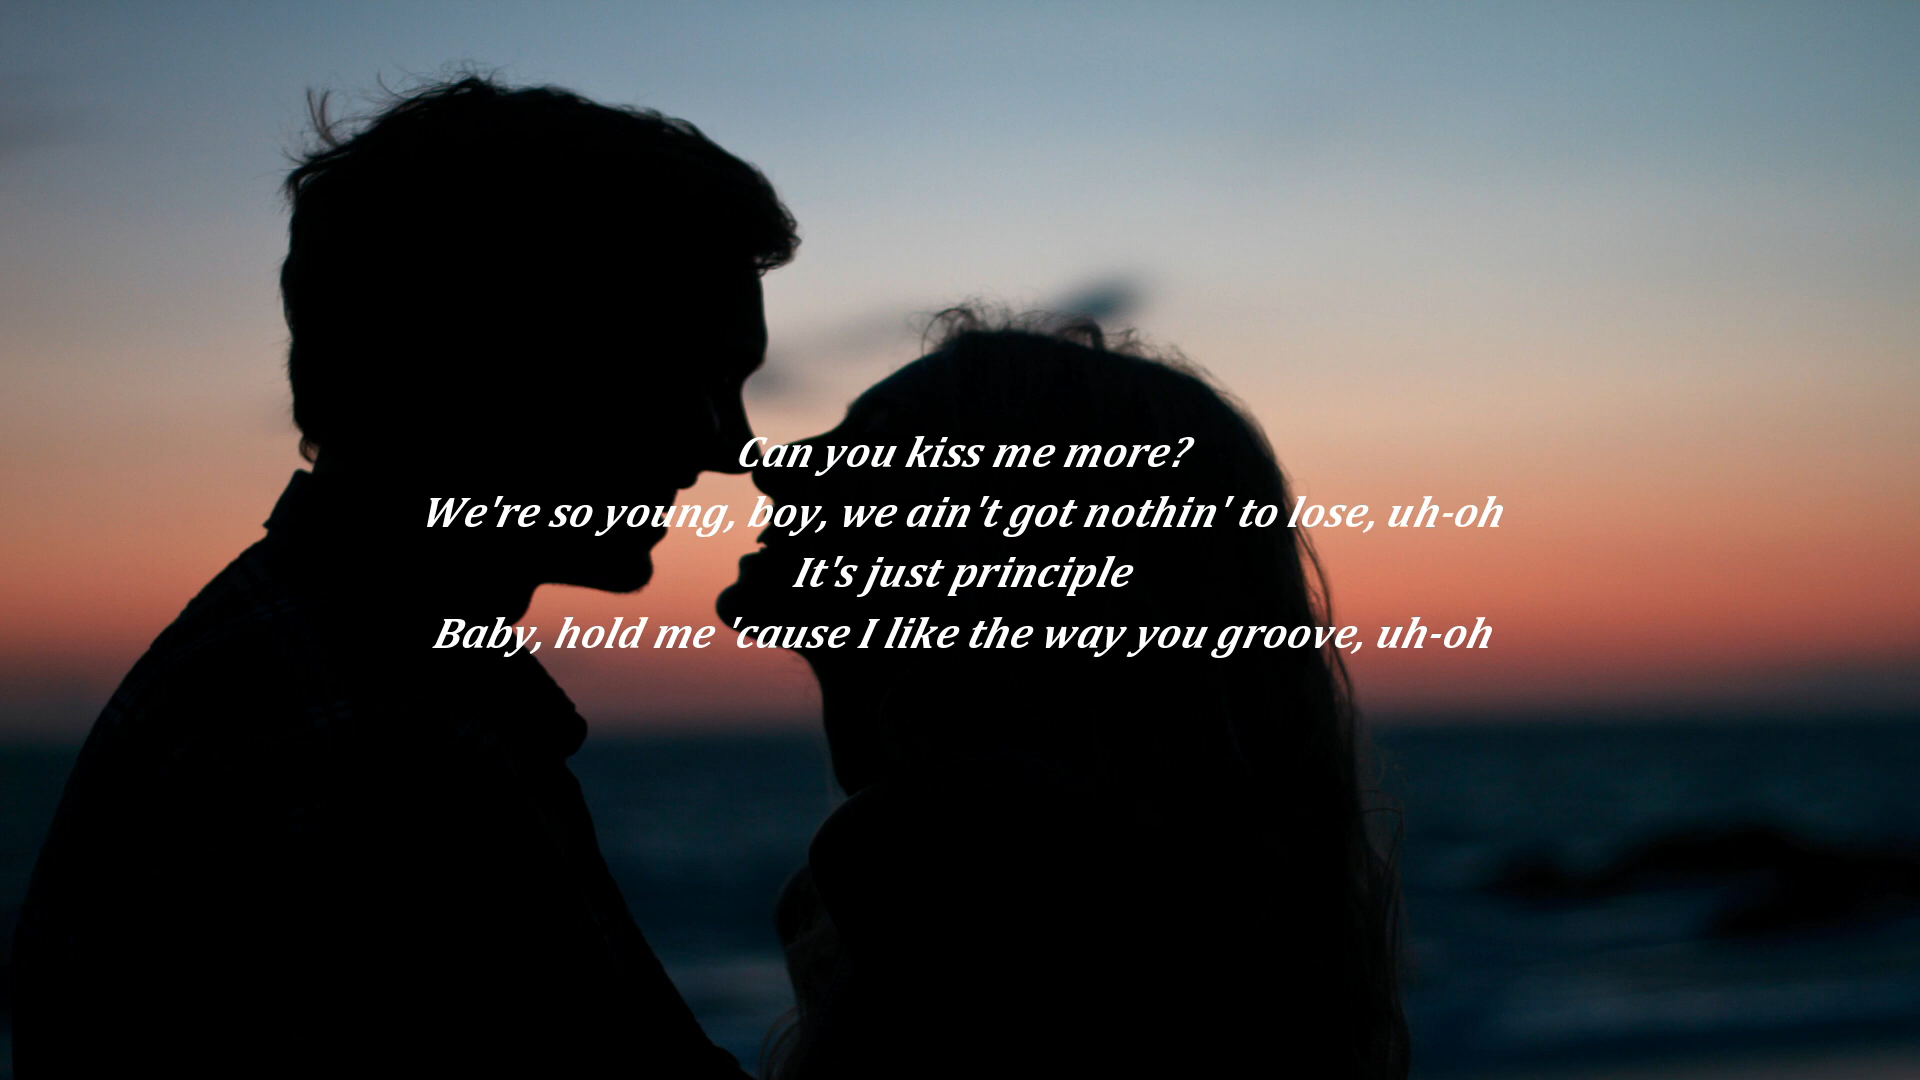 Can you kiss me more?
We're so young, boy, we ain't got nothin' to lose, uh-oh
It's just principle
Baby, hold me 'cause I like the way you groove, uh-oh